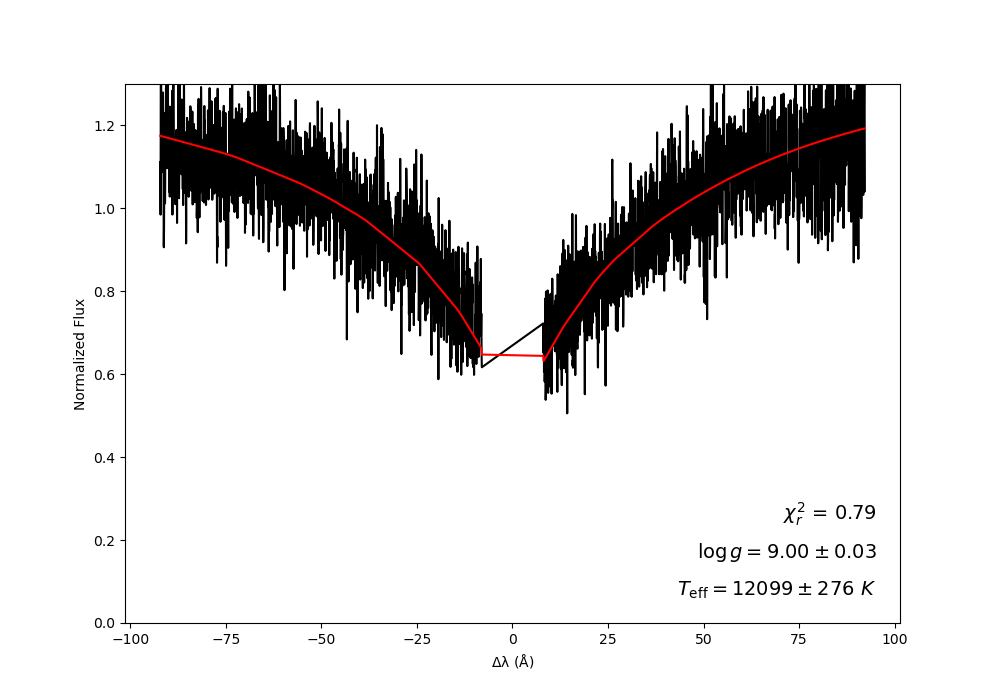 1.2
1.0
0.8
0.6
0.4
0.2
0.0
Normalized Flux
χ²ᵣ = 0.79
log g = 9.00 ± 0.03
T_eff = 12099 ± 276 K
−100 −75 −50 −25 0 25 50 75 100
Δλ (Å)